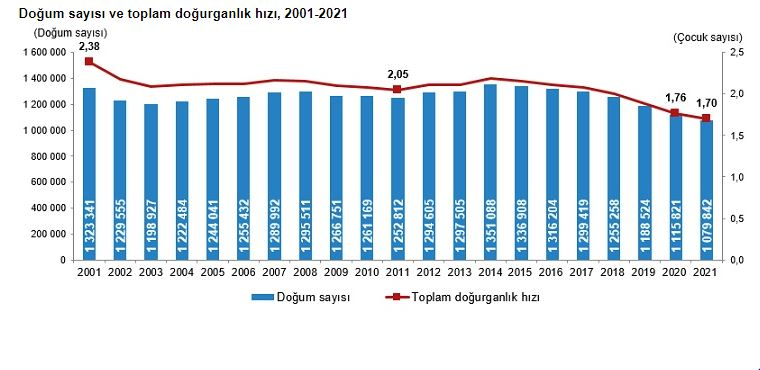 Doğum sayısı ve toplam doğurganlık hızı, 2001-2021
(Doğum sayısı)
(Çocuk sayısı)
1 600 000
1 400 000
1 200 000
1 000 000
800 000
600 000
400 000
200 000
0
2,38
2,05
1,76
1,70
2,5
2,0
1,5
1,0
0,5
0,0
1 323 341
1 229 555
1 198 927
1 222 484
1 244 041
1 255 432
1 289 992
1 295 511
1 266 751
1 261 169
1 252 812
1 294 605
1 297 505
1 351 088
1 336 908
1 316 204
1 299 419
1 255 258
1 188 524
1 115 821
1 079 842
2001 2002 2003 2004 2005 2006 2007 2008 2009 2010 2011 2012 2013 2014 2015 2016 2017 2018 2019 2020 2021
Doğum sayısı
Toplam doğurganlık hızı